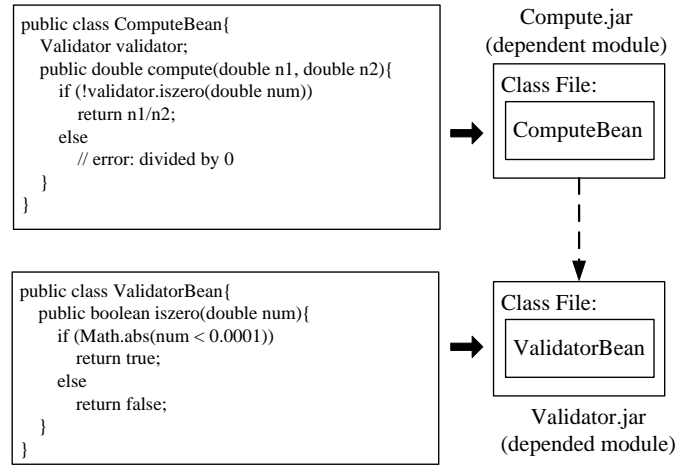 public class ComputeBean{
Validator validator;
public double compute(double n1, double n2){
if (!validator.iszero(double num))
return n1/n2;
else
// error: divided by 0
}
}
Compute.jar
(dependent module)
Class File:
ComputeBean
public class ValidatorBean{
public boolean iszero(double num){
if (Math.abs(num < 0.0001))
return true;
else
return false;
}
}
Class File:
ValidatorBean
Validator.jar
(depended module)